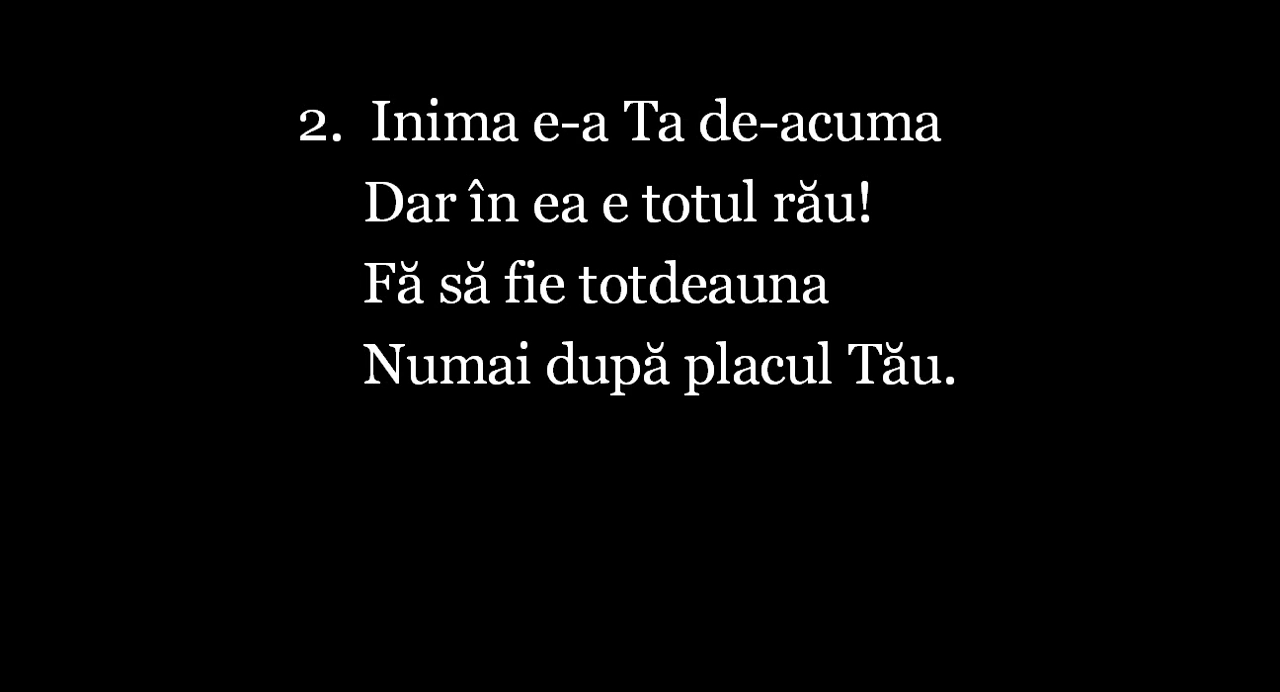 2. Inima e-a Ta de-acuma
Dar în ea e totul rău!
Fă să fie totdeauna
Numai după placul Tău.